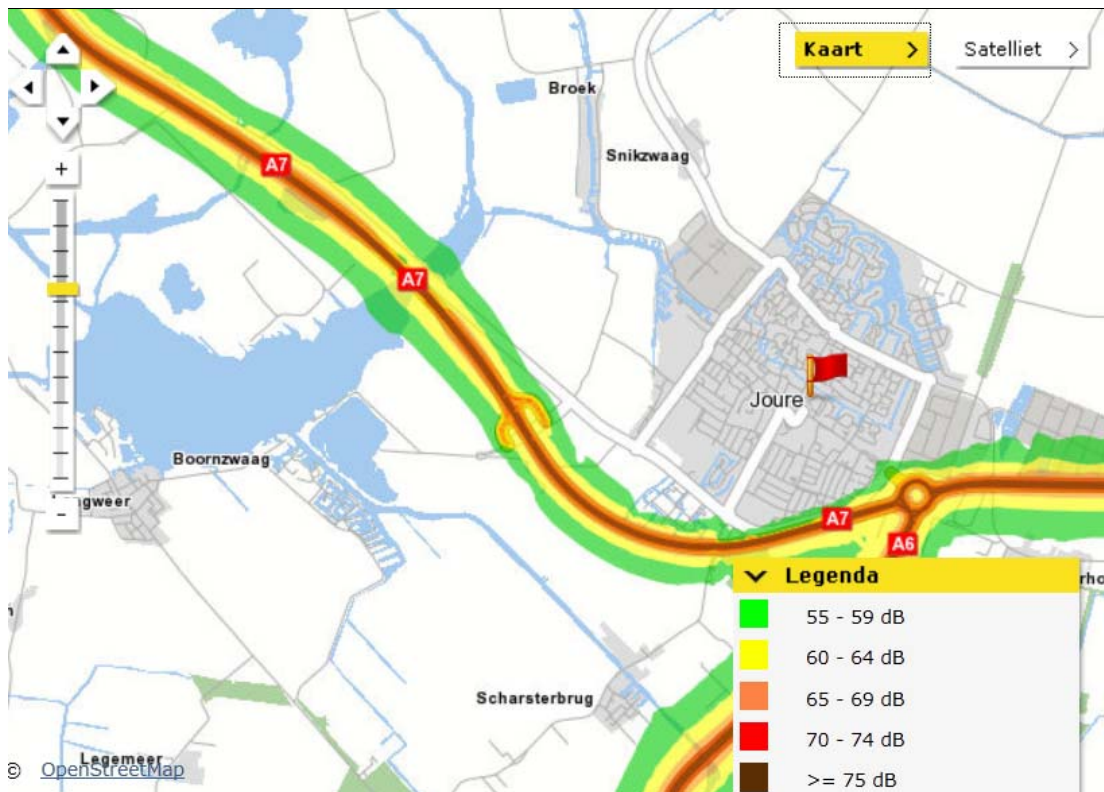 Kaart >
Satelliet >
Broek
Snikzwaag
A7
A7
Joure
Boornzwaag
A7
A6
Legenda
55 - 59 dB
60 - 64 dB
65 - 69 dB
70 - 74 dB
>= 75 dB
Scharsterbrug
Legemeer
© OpenStreetMap